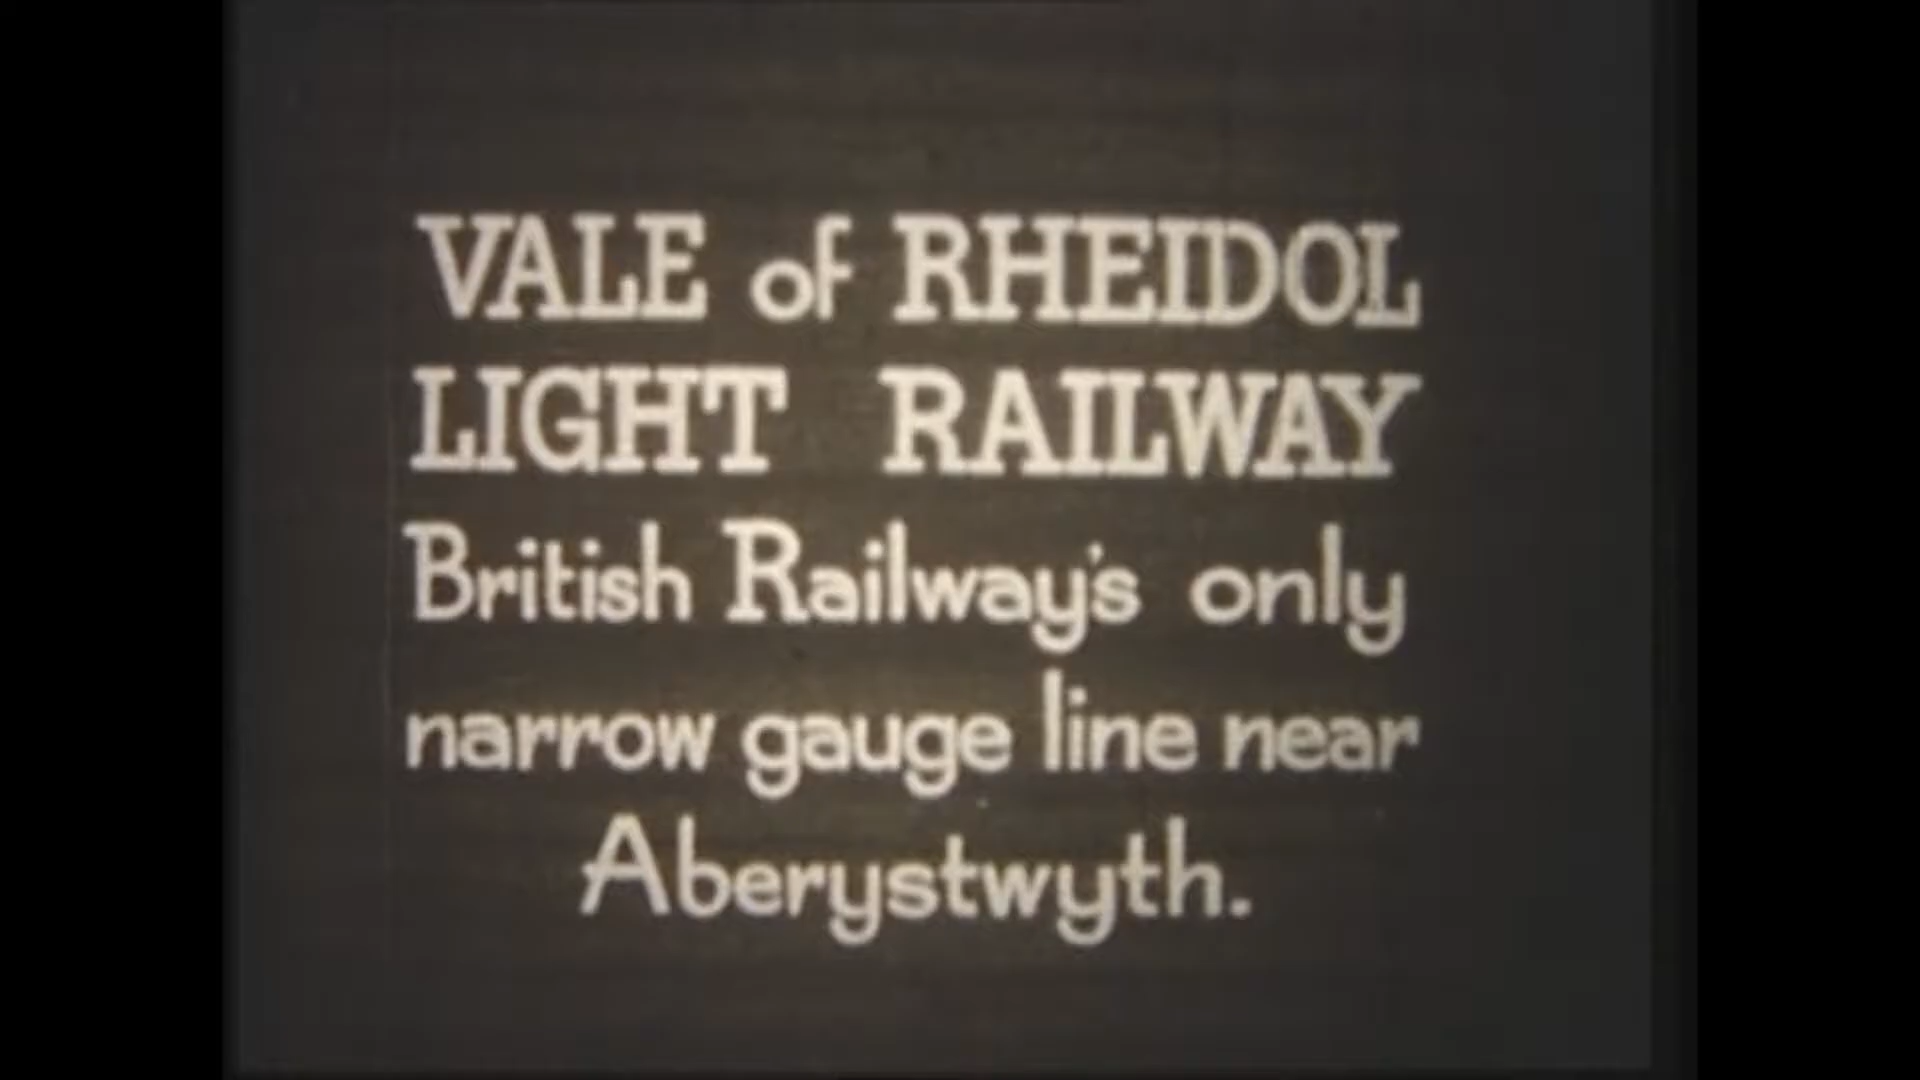 VALE of RHEIDOL
LIGHT RAILWAY
British Railway's only
narrow gauge line near
Aberystwyth.